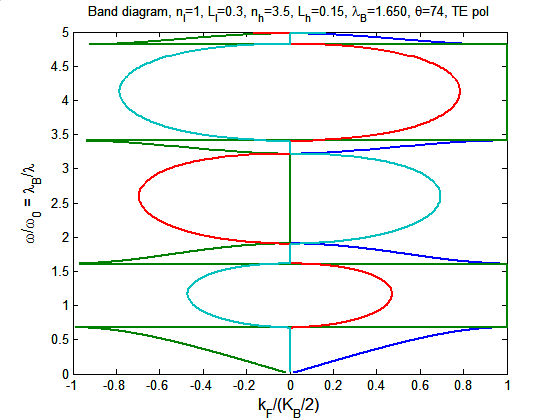 Band diagram, n_l=1, L_l=0.3, n_h=3.5, L_h=0.15, λ_B=1.650, θ=74, TE pol
5
4.5
4
3.5
3
2.5
2
1.5
1
0.5
0
ω/ω_0 = λ_B/λ
-1 -0.8 -0.6 -0.4 -0.2 0 0.2 0.4 0.6 0.8 1
k_F/(K_B/2)